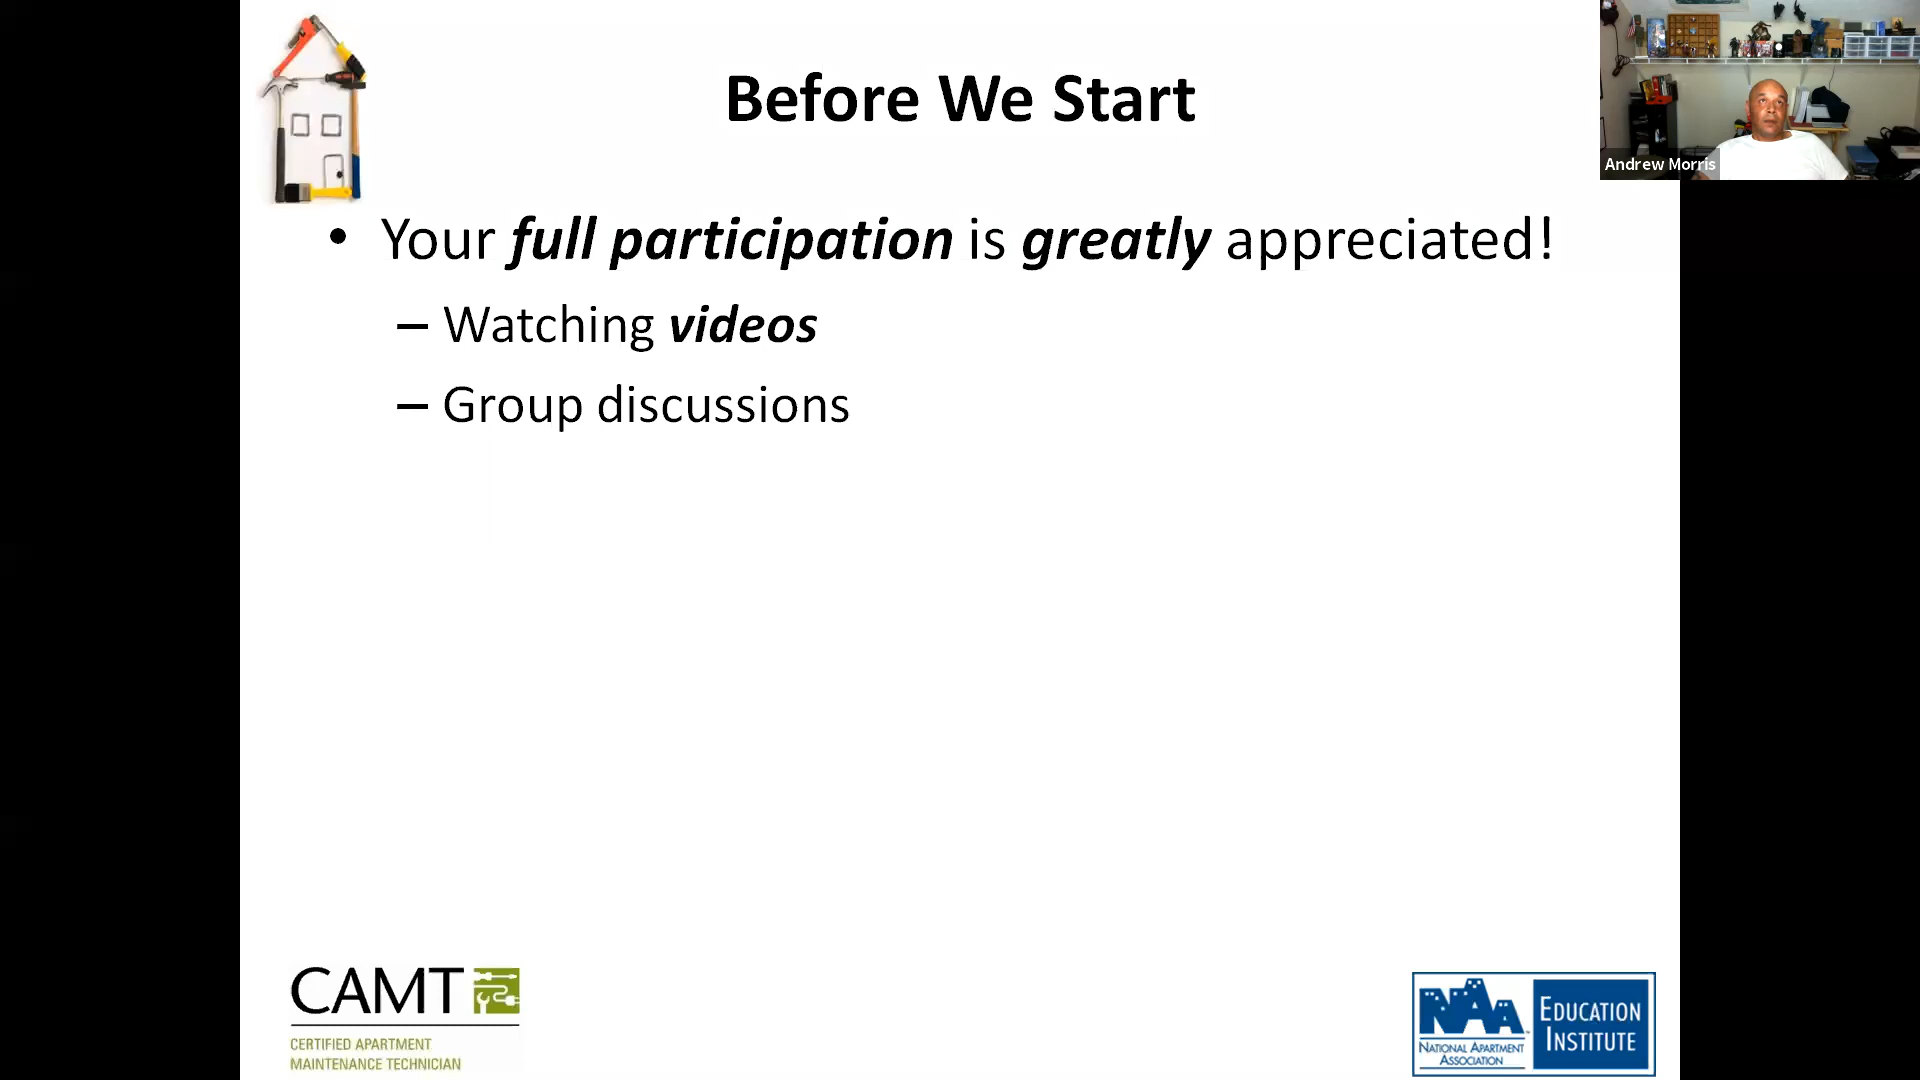 Before We Start
Andrew Morris
• Your full participation is greatly appreciated!
– Watching videos
– Group discussions
CAMT
CERTIFIED APARTMENT
MAINTENANCE TECHNICIAN
NAA
NATIONAL APARTMENT
ASSOCIATION
EDUCATION
INSTITUTE